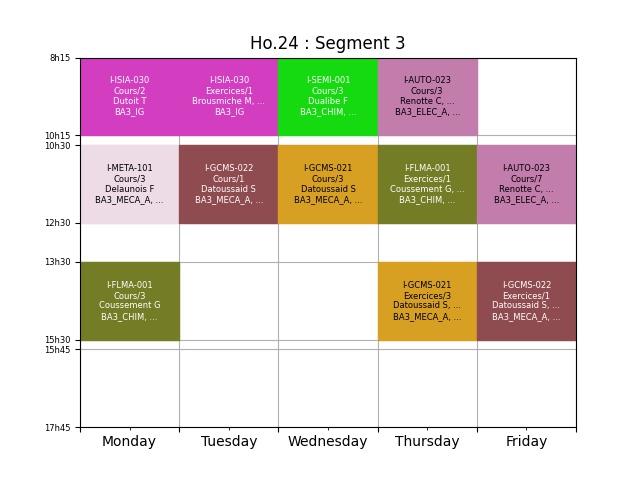 Ho.24 : Segment 3
8h15
I-ISIA-030
Cours/2
Dutoit T
BA3_IG
I-ISIA-030
Exercices/1
Brousmiche M, ...
BA3_IG
I-SEMI-001
Cours/3
Dualibe F
BA3_CHIM, ...
I-AUTO-023
Cours/3
Renotte C, ...
BA3_ELEC_A, ...
10h15
10h30
I-META-101
Cours/3
Delaunois F
BA3_MECA_A, ...
I-GCMS-022
Cours/1
Datoussaid S
BA3_MECA_A, ...
I-GCMS-021
Cours/3
Datoussaid S
BA3_MECA_A, ...
I-FLMA-001
Exercices/1
Coussement G, ...
BA3_CHIM, ...
I-AUTO-023
Cours/7
Renotte C, ...
BA3_ELEC_A, ...
12h30
13h30
I-FLMA-001
Cours/3
Coussement G
BA3_CHIM, ...
I-GCMS-021
Exercices/3
Datoussaid S, ...
BA3_MECA_A, ...
I-GCMS-022
Exercices/1
Datoussaid S, ...
BA3_MECA_A, ...
15h30
15h45
17h45
Monday
Tuesday
Wednesday
Thursday
Friday